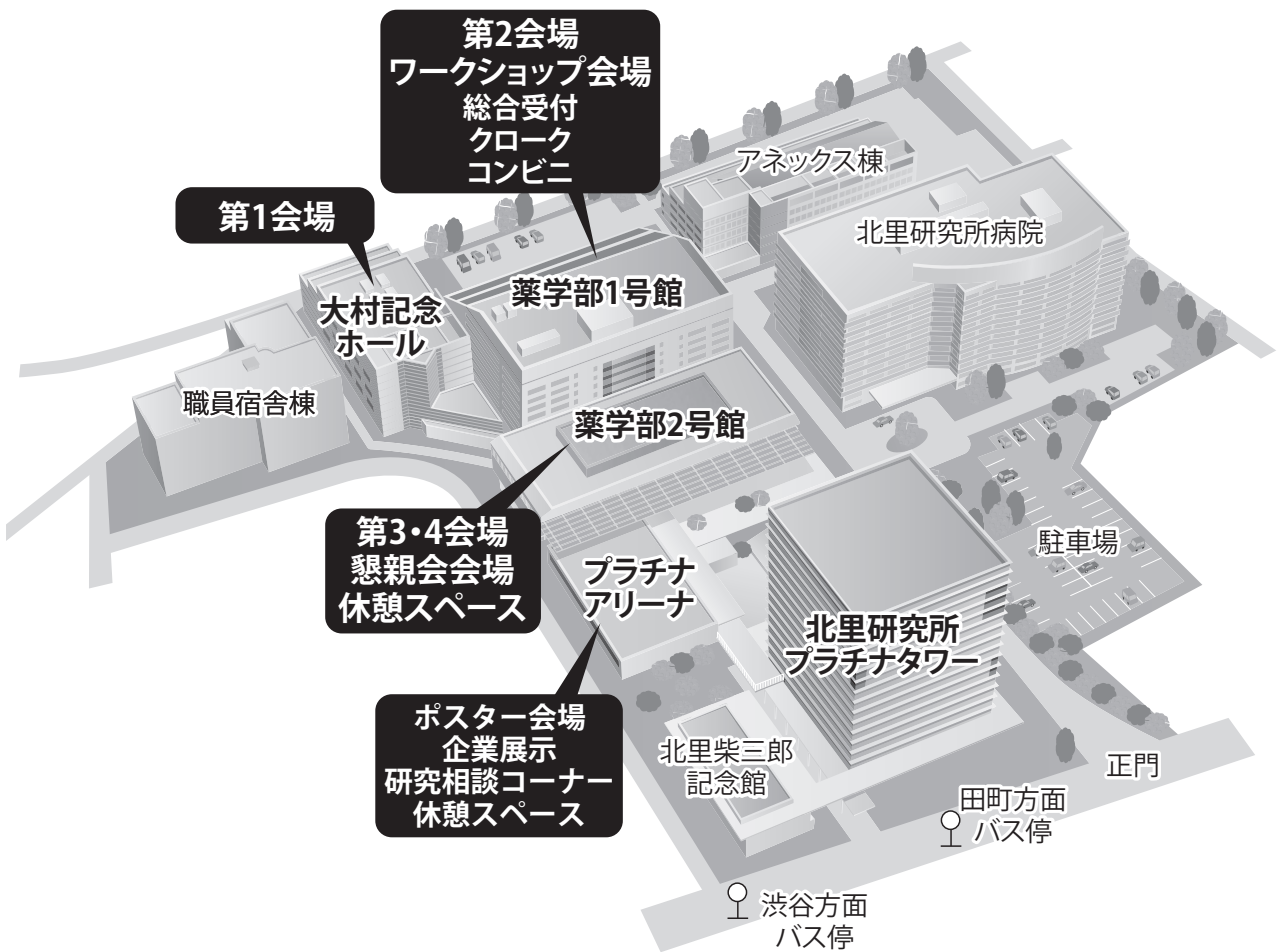 第2会場
ワークショップ会場
総合受付
クローク
コンビニ
アネックス棟
第1会場
北里研究所病院
薬学部1号館
大村記念
ホール
職員宿舎棟
薬学部2号館
第3・4会場
懇親会会場
休憩スペース
駐車場
プラチナ
アリーナ
北里研究所
プラチナタワー
ポスター会場
企業展示
研究相談コーナー
休憩スペース
北里柴三郎
記念館
正門
田町方面
バス停
渋谷方面
バス停